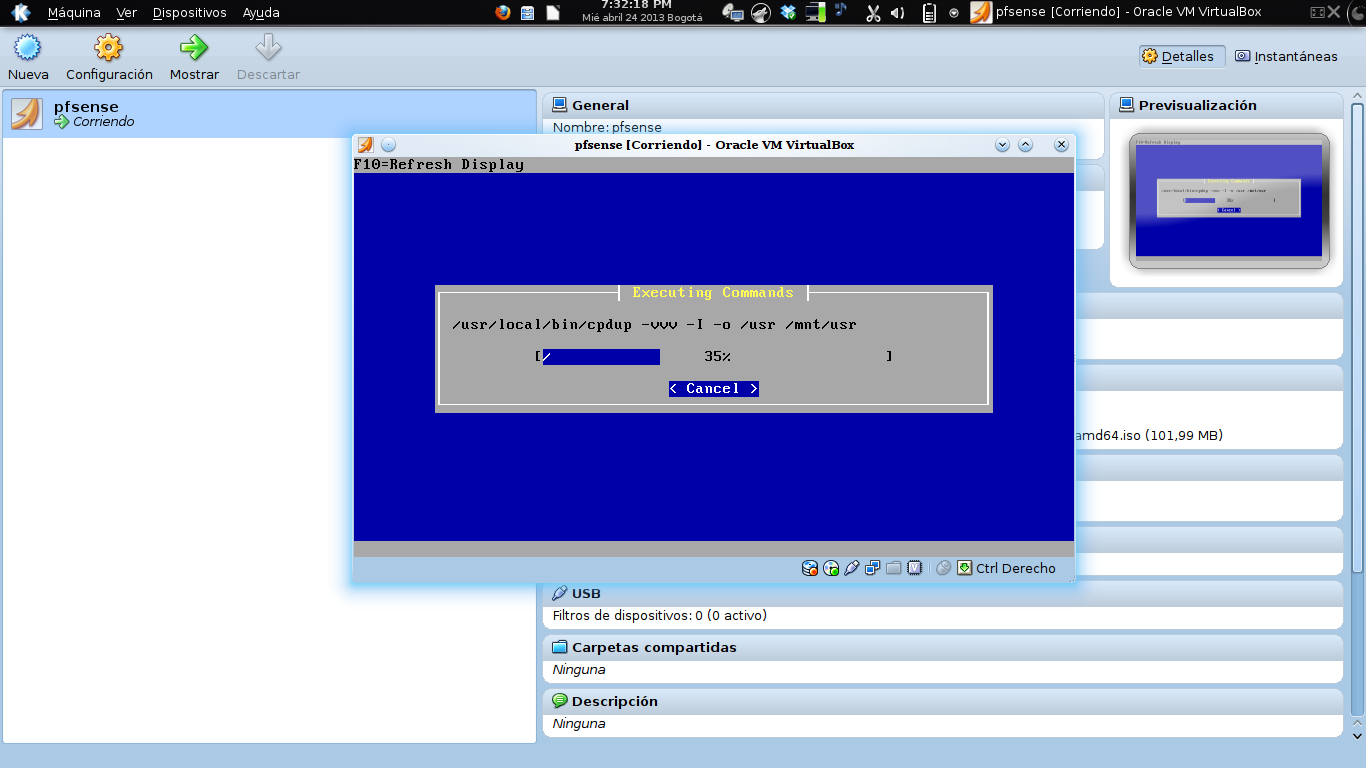 Máquina Ver Dispositivos Ayuda
7:32:18 PM
Mié abril 24 2013 Bogotá
pfsense [Corriendo] - Oracle VM VirtualBox
Nueva Configuración Mostrar Descartar
Detalles Instantáneas
pfsense
Corriendo
General
Nombre: pfsense
Previsualización
pfsense [Corriendo] - Oracle VM VirtualBox
F10=Refresh Display
Executing Commands
/usr/local/bin/cpdup -vvv -I -o /usr /mnt/usr
[/ 35% ]
< Cancel >
amd64.iso (101,99 MB)
Ctrl Derecho
USB
Filtros de dispositivos: 0 (0 activo)
Carpetas compartidas
Ninguna
Descripción
Ninguna